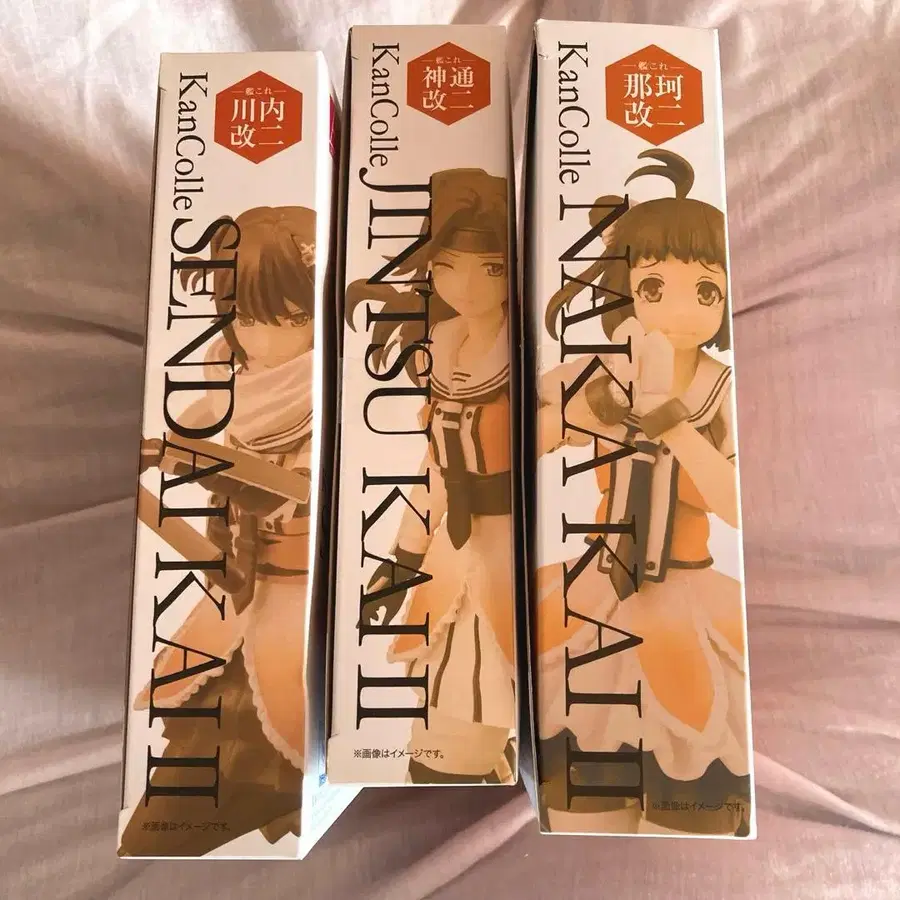 艦これ
川内
改二
KanColle SENDAI KAI II
※画像はイメージです。
艦これ
神通
改二
KanColle JINTSU KAI II
※画像はイメージです。
艦これ
那珂
改二
KanColle NAKA KAI II
※画像はイメージです。